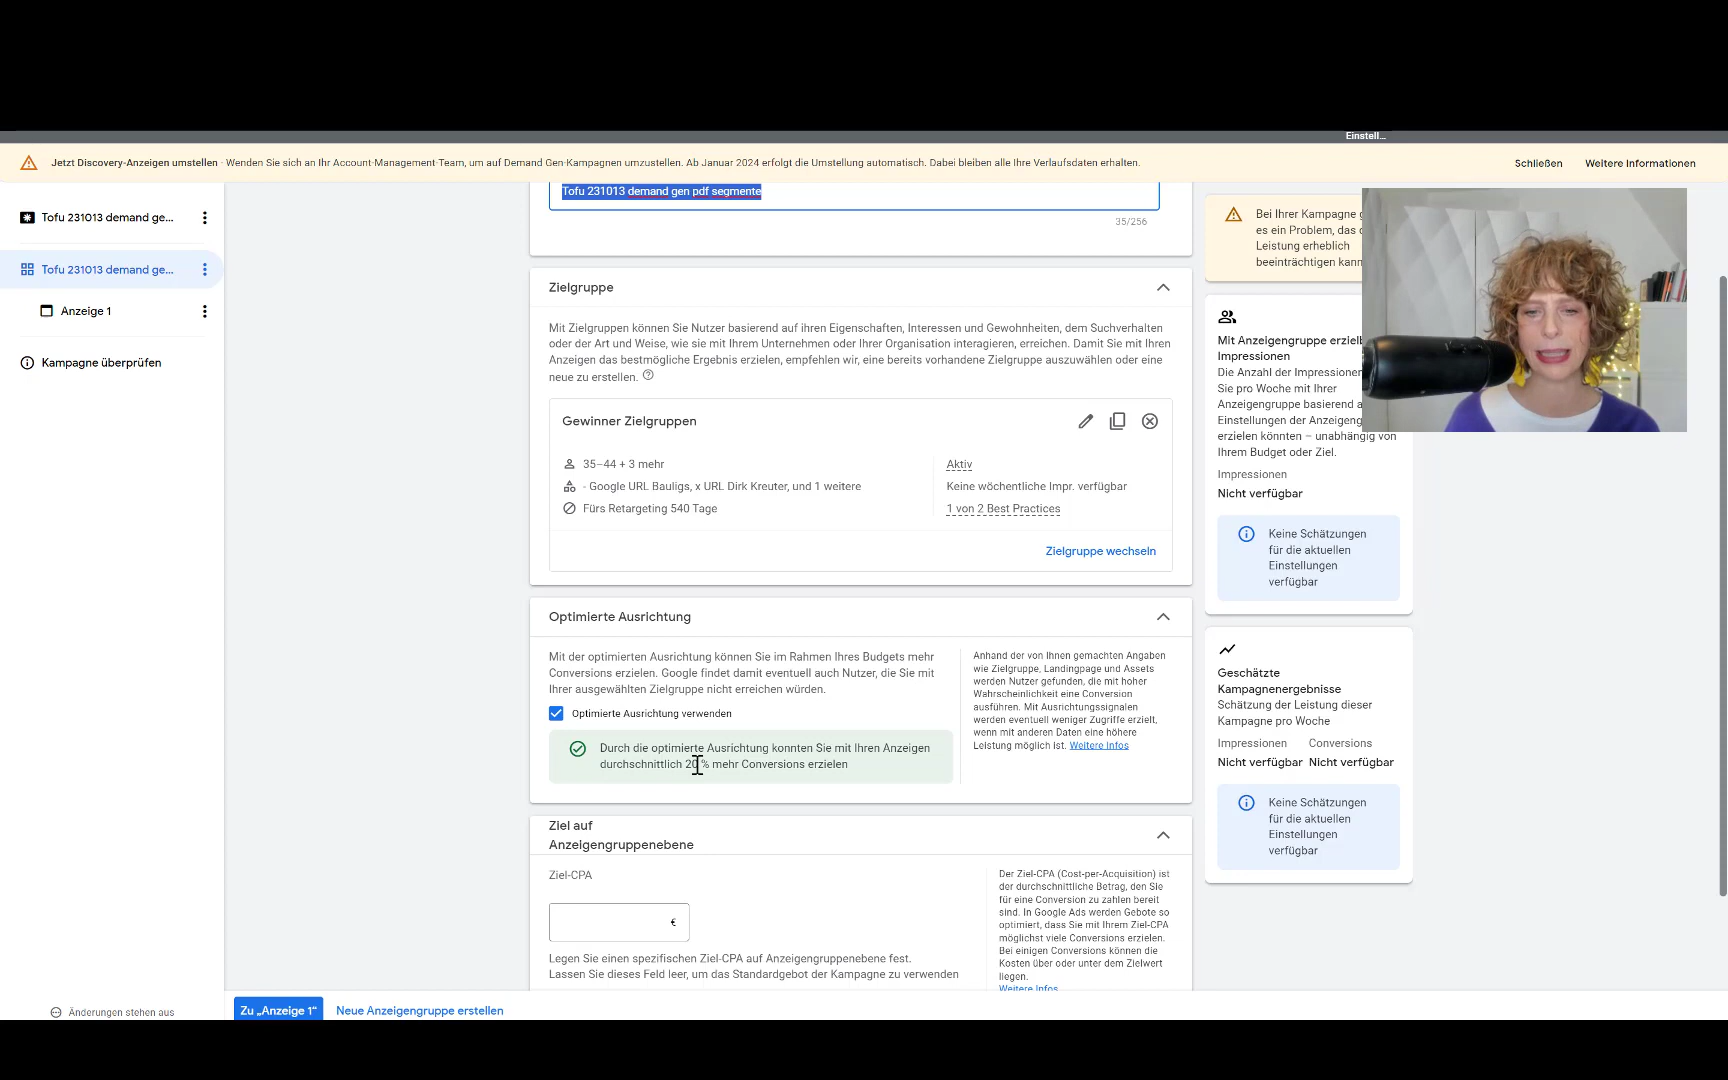 Einstell...
Jetzt Discovery-Anzeigen umstellen - Wenden Sie sich an Ihr Account-Management-Team, um auf Demand Gen-Kampagnen umzustellen. Ab Januar 2024 erfolgt die Umstellung automatisch. Dabei bleiben alle Ihre Verlaufsdaten erhalten.
Schließen
Weitere Informationen
Tofu 231013 demand ge...
Tofu 231013 demand ge...
Anzeige 1
Kampagne überprüfen
Änderungen stehen aus
Tofu 231013 demand gen pdf segmente
35/256
Zielgruppe
Mit Zielgruppen können Sie Nutzer basierend auf ihren Eigenschaften, Interessen und Gewohnheiten, dem Suchverhalten
oder der Art und Weise, wie sie mit Ihrem Unternehmen oder Ihrer Organisation interagieren, erreichen. Damit Sie mit Ihren
Anzeigen das bestmögliche Ergebnis erzielen, empfehlen wir, eine bereits vorhandene Zielgruppe auszuwählen oder eine
neue zu erstellen.
Gewinner Zielgruppen
35–44 + 3 mehr
- Google URL Bauligs, x URL Dirk Kreuter, und 1 weitere
Fürs Retargeting 540 Tage
Aktiv
Keine wöchentliche Impr. verfügbar
1 von 2 Best Practices
Zielgruppe wechseln
Optimierte Ausrichtung
Mit der optimierten Ausrichtung können Sie im Rahmen Ihres Budgets mehr
Conversions erzielen. Google findet damit eventuell auch Nutzer, die Sie mit
Ihrer ausgewählten Zielgruppe nicht erreichen würden.
Optimierte Ausrichtung verwenden
Durch die optimierte Ausrichtung konnten Sie mit Ihren Anzeigen
durchschnittlich 20 % mehr Conversions erzielen
Anhand der von Ihnen gemachten Angaben
wie Zielgruppe, Landingpage und Assets
werden Nutzer gefunden, die mit hoher
Wahrscheinlichkeit eine Conversion
ausführen. Mit Ausrichtungssignalen
werden eventuell weniger Zugriffe erzielt,
wenn mit anderen Daten eine höhere
Leistung möglich ist. Weitere Infos
Ziel auf
Anzeigengruppenebene
Ziel-CPA
€
Legen Sie einen spezifischen Ziel-CPA auf Anzeigengruppenebene fest.
Lassen Sie dieses Feld leer, um das Standardgebot der Kampagne zu verwenden
Der Ziel-CPA (Cost-per-Acquisition) ist
der durchschnittliche Betrag, den Sie
für eine Conversion zu zahlen bereit
sind. In Google Ads werden Gebote so
optimiert, dass Sie mit Ihrem Ziel-CPA
möglichst viele Conversions erzielen.
Bei einigen Conversions können die
Kosten über oder unter dem Zielwert
liegen.
Weitere Infos
Zu „Anzeige 1“
Neue Anzeigengruppe erstellen
Bei Ihrer Kampagne
es ein Problem, das
Leistung erheblich
beeinträchtigen kann
Mit Anzeigengruppe
Impressionen
Die Anzahl der Impressionen
Sie pro Woche mit Ihrer
Anzeigengruppe basierend
Einstellungen der Anzeigeng
erzielen könnten – unabhängig von
Ihrem Budget oder Ziel.
Impressionen
Nicht verfügbar
Keine Schätzungen
für die aktuellen
Einstellungen
verfügbar
Geschätzte
Kampagnenergebnisse
Schätzung der Leistung dieser
Kampagne pro Woche
Impressionen
Conversions
Nicht verfügbar
Nicht verfügbar
Keine Schätzungen
für die aktuellen
Einstellungen
verfügbar